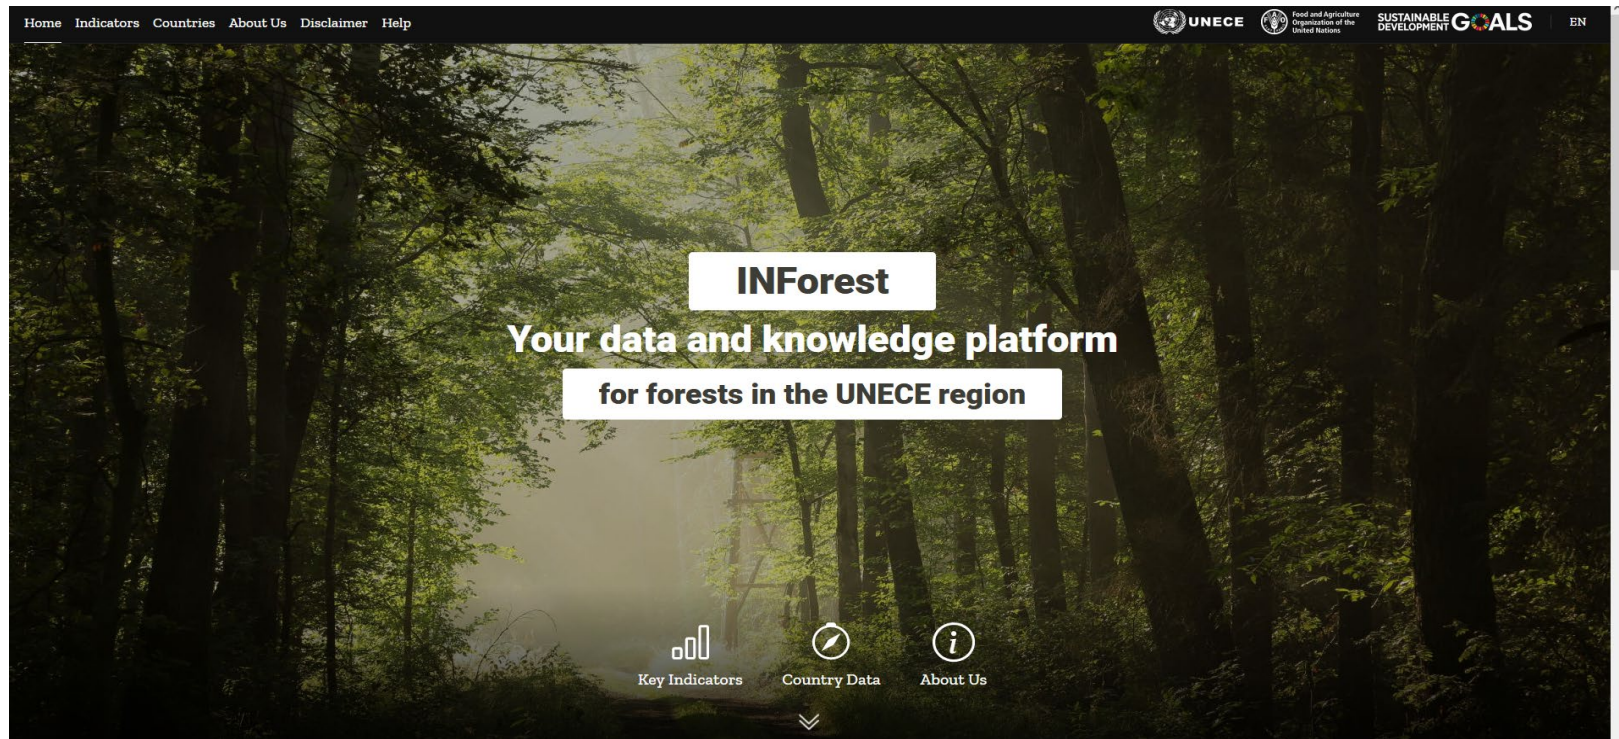 Home Indicators Countries About Us Disclaimer Help
UNECE
Food and Agriculture
Organization of the
United Nations
SUSTAINABLE
DEVELOPMENT GOALS
EN
INForest
Your data and knowledge platform
for forests in the UNECE region
Key Indicators Country Data About Us